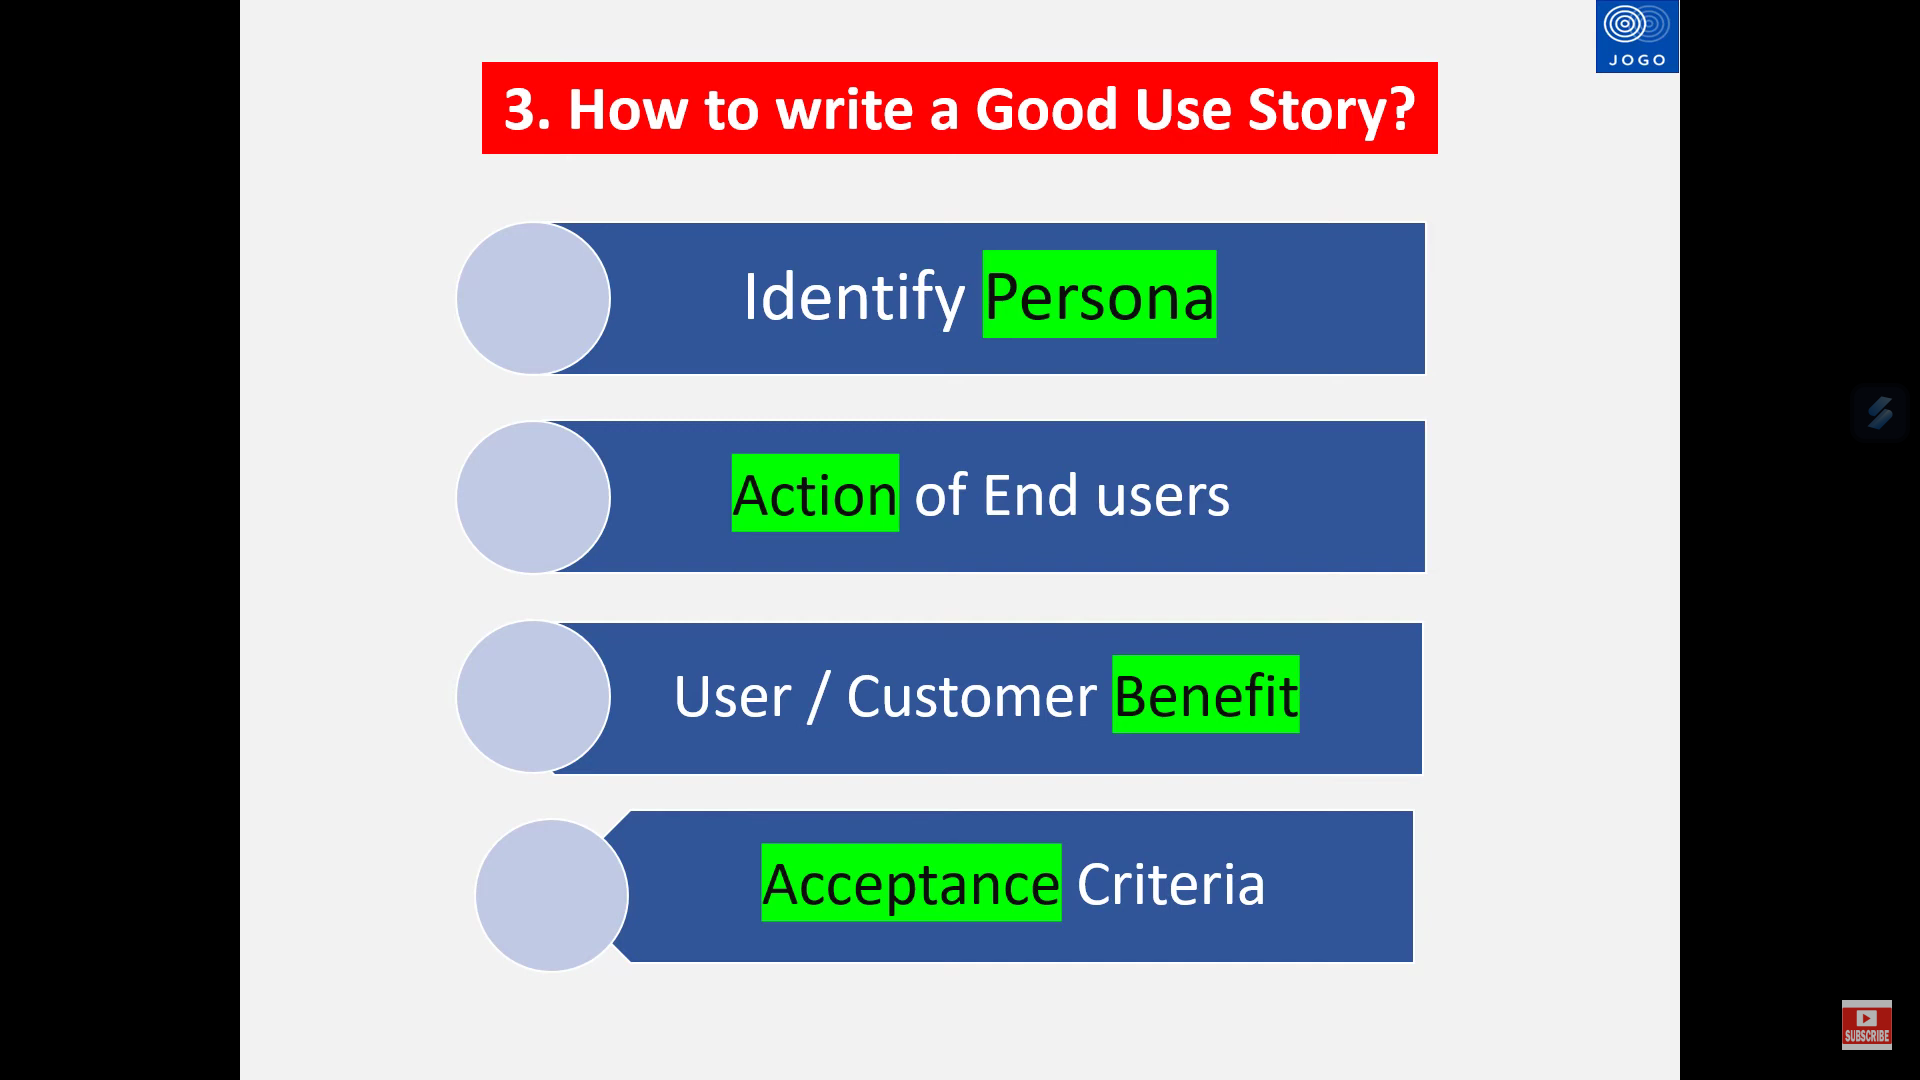 JOGO
3. How to write a Good Use Story?
Identify Persona
Action of End users
User / Customer Benefit
Acceptance Criteria
SUBSCRIBE